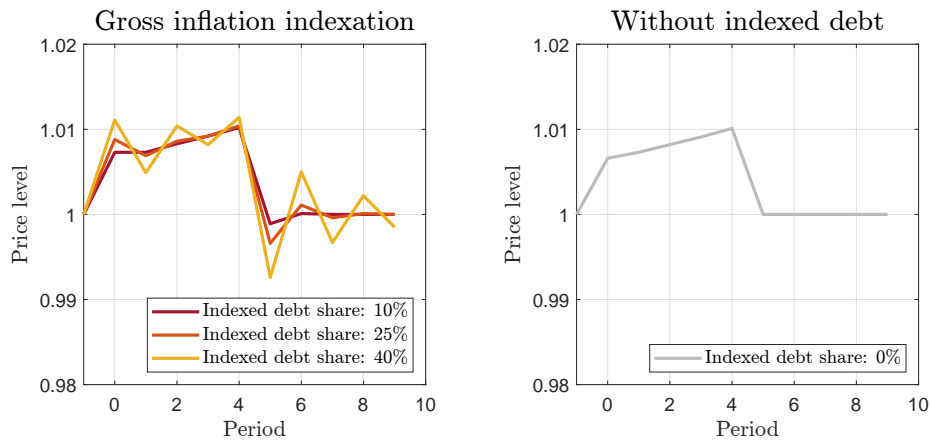 Gross inflation indexation
1.02
1.01
1
0.99
0.98
Price level
0 2 4 6 8 10
Period
Indexed debt share: 10%
Indexed debt share: 25%
Indexed debt share: 40%
Without indexed debt
1.02
1.01
1
0.99
0.98
Price level
0 2 4 6 8 10
Period
Indexed debt share: 0%